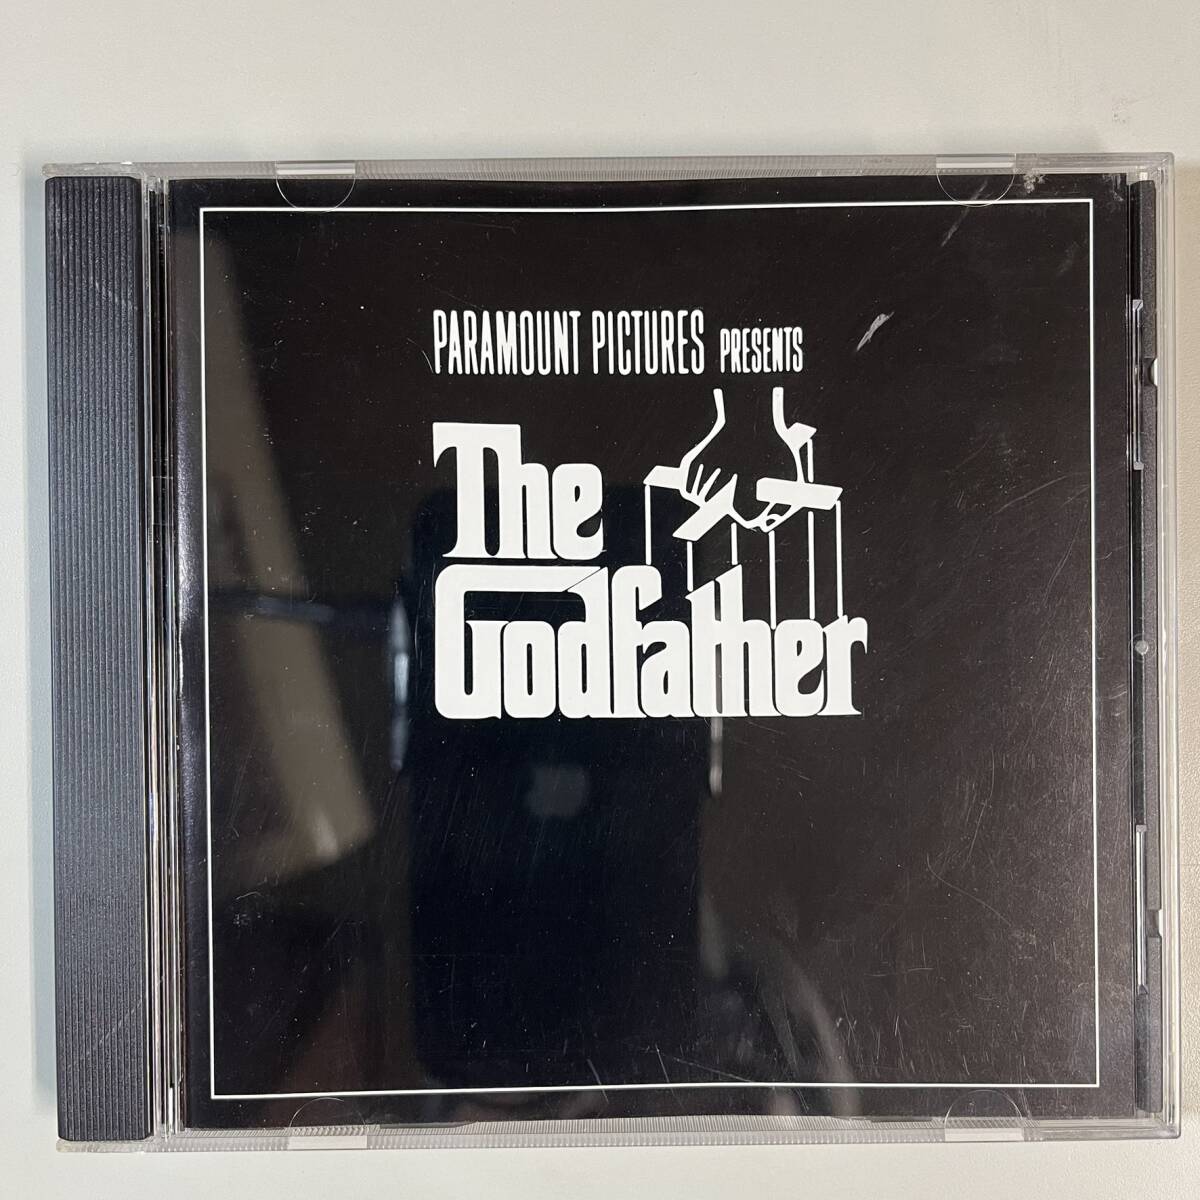 PARAMOUNT PICTURES PRESENTS
The
Godfather